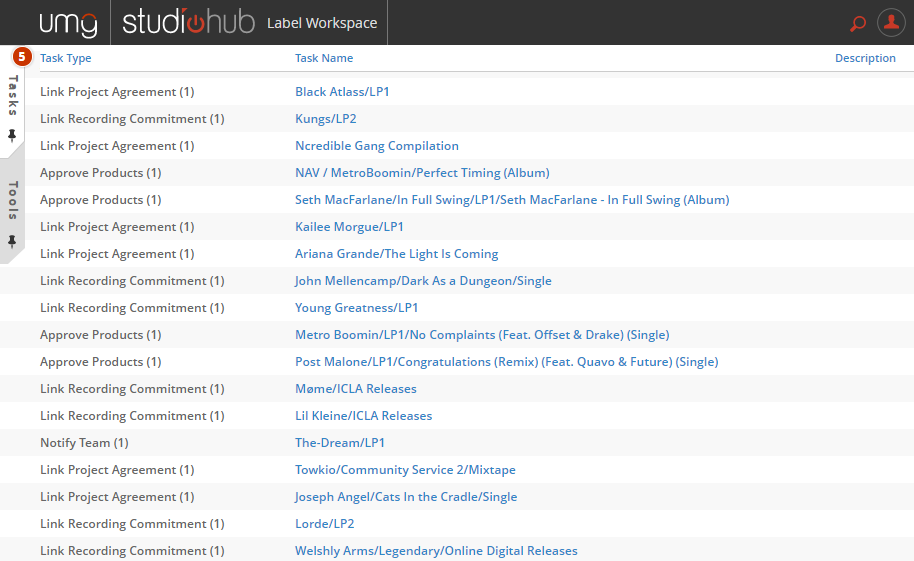 umg studiohub Label Workspace
5 Task Type Task Name Description
Tasks
Tools
Link Project Agreement (1) Black Atlass/LP1
Link Recording Commitment (1) Kungs/LP2
Link Project Agreement (1) Ncredible Gang Compilation
Approve Products (1) NAV / MetroBoomin/Perfect Timing (Album)
Approve Products (1) Seth MacFarlane/In Full Swing/LP1/Seth MacFarlane - In Full Swing (Album)
Link Project Agreement (1) Kailee Morgue/LP1
Link Project Agreement (1) Ariana Grande/The Light Is Coming
Link Recording Commitment (1) John Mellencamp/Dark As a Dungeon/Single
Link Recording Commitment (1) Young Greatness/LP1
Approve Products (1) Metro Boomin/LP1/No Complaints (Feat. Offset & Drake) (Single)
Approve Products (1) Post Malone/LP1/Congratulations (Remix) (Feat. Quavo & Future) (Single)
Link Recording Commitment (1) Møme/ICLA Releases
Link Recording Commitment (1) Lil Kleine/ICLA Releases
Notify Team (1) The-Dream/LP1
Link Project Agreement (1) Towkio/Community Service 2/Mixtape
Link Project Agreement (1) Joseph Angel/Cats In the Cradle/Single
Link Recording Commitment (1) Lorde/LP2
Link Recording Commitment (1) Welshly Arms/Legendary/Online Digital Releases